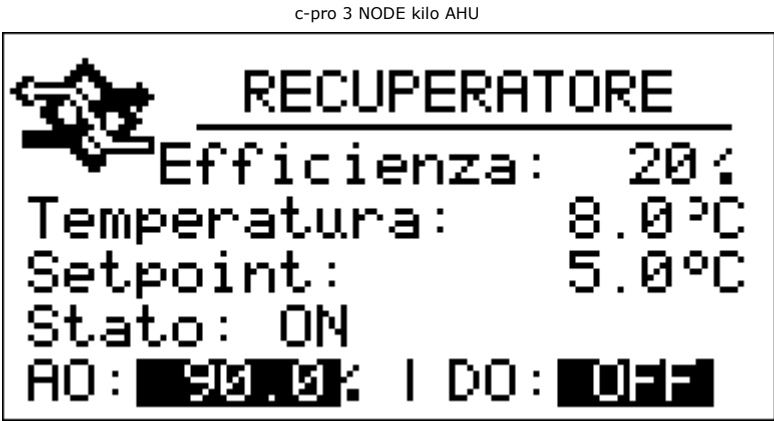 c-pro 3 NODE kilo AHU
RECUPERATORE
Efficienza: 20%
Temperatura: 8.0°C
Setpoint: 5.0°C
Stato: ON
AO: 90.0% | DO: OFF